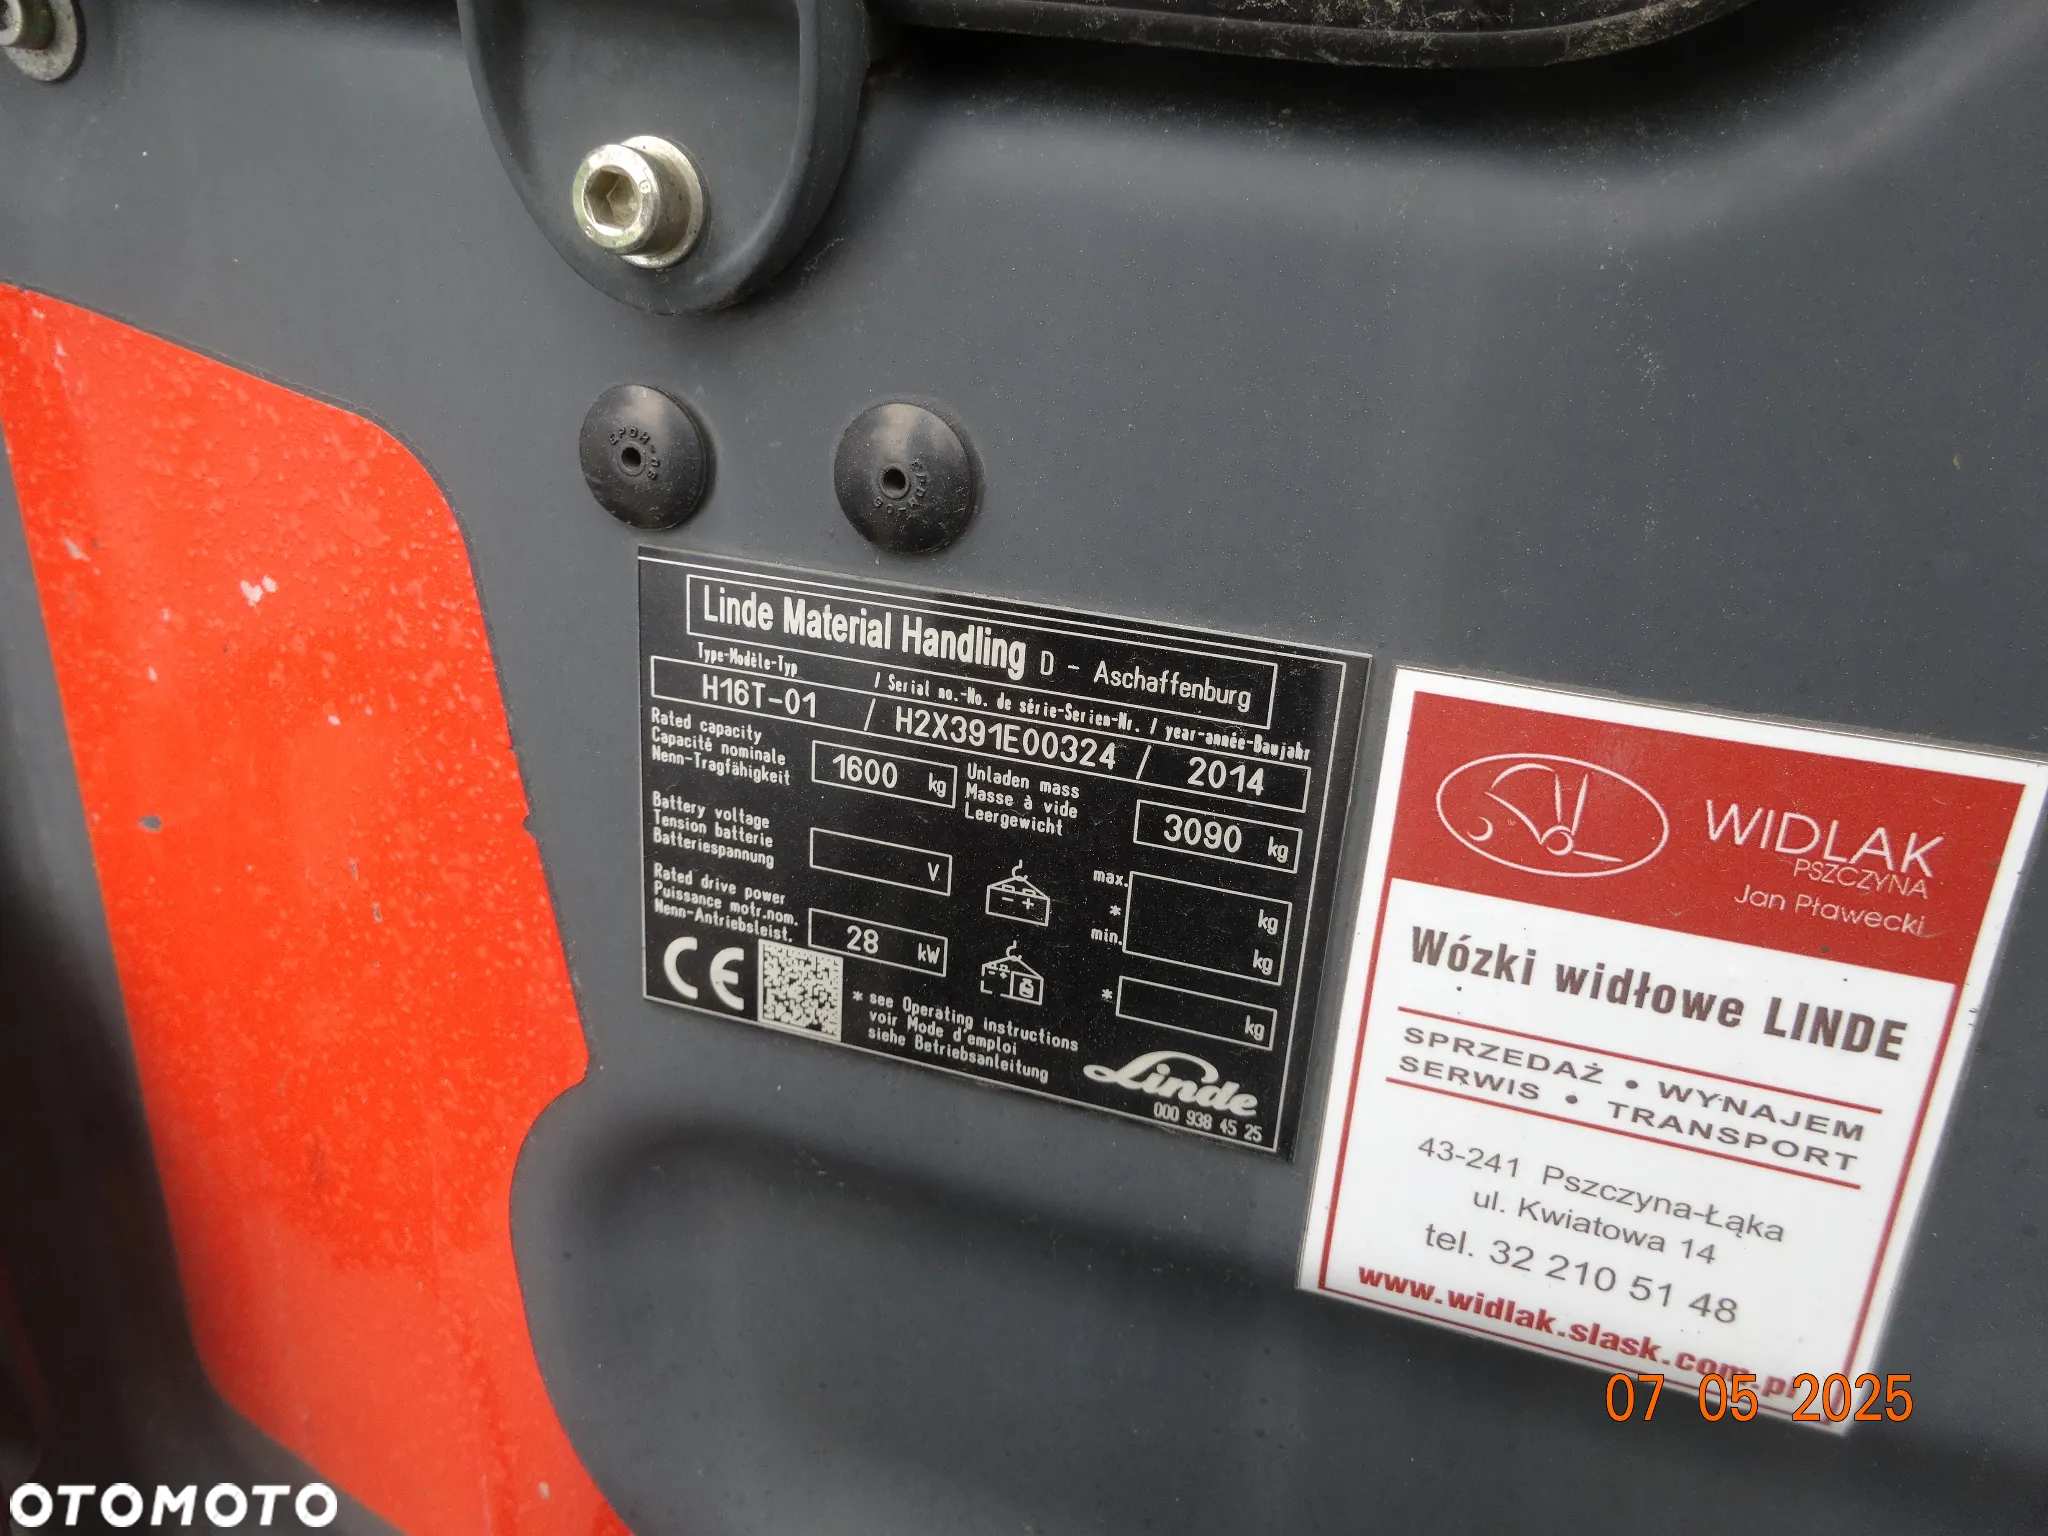 EPDM-08
EPDM-08
Linde Material Handling D - Aschaffenburg
Type-Modèle-Typ / Serial no.-No. de série-Serien-Nr. / year-année-Baujahr
H16T-01 / H2X391E00324 / 2014
Rated capacity
Capacité nominale
Nenn-Tragfähigkeit
1600 kg
Unladen mass
Masse à vide
Leergewicht
3090 kg
Battery voltage
Tension batterie
Batteriespannung
V
max.
*
min.
kg
kg
Rated drive power
Puissance motr.nom.
Nenn-Antriebsleist.
28 kW
* kg
CE
* see Operating instructions
voir Mode d'emploi
siehe Betriebsanleitung
Linde
000 938 45 25
WIDLAK
PSZCZYNA
Jan Pławecki
Wózki widłowe LINDE
SPRZEDAŻ • WYNAJEM
SERWIS • TRANSPORT
43-241 Pszczyna-Łąka
ul. Kwiatowa 14
tel. 32 210 51 48
www.widlak.slask.com.pl
07 05 2025
OTOMOTO